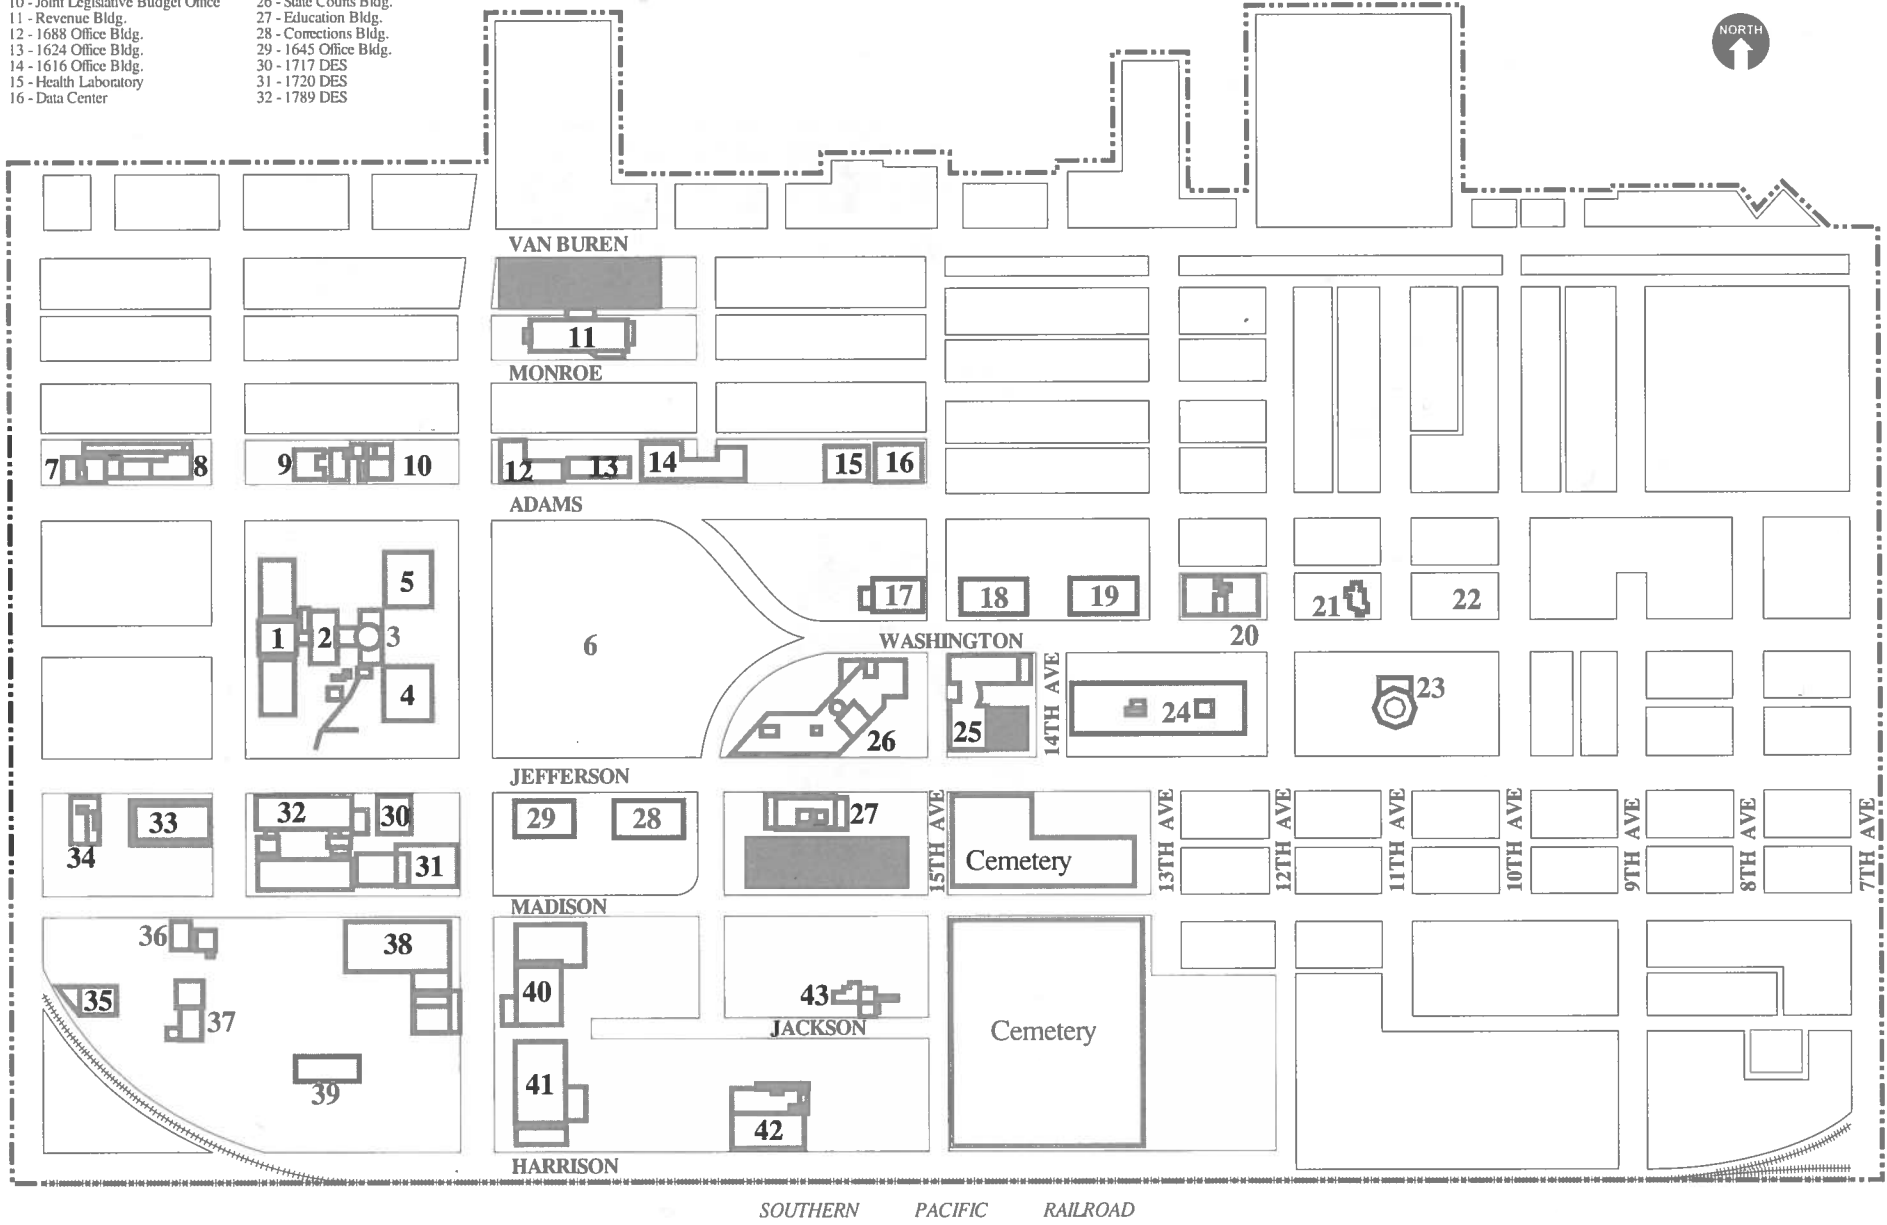 10 - Joint Legislative Budget Office
11 - Revenue Bldg.
12 - 1688 Office Bldg.
13 - 1624 Office Bldg.
14 - 1616 Office Bldg.
15 - Health Laboratory
16 - Data Center
26 - State Courts Bldg.
27 - Education Bldg.
28 - Corrections Bldg.
29 - 1645 Office Bldg.
30 - 1717 DES
31 - 1720 DES
32 - 1789 DES
NORTH
VAN BUREN
11
MONROE
7
8
9
10
12
13
14
15
16
ADAMS
5
17
18
19
21
22
1
2
3
6
WASHINGTON
20
4
26
25
14TH AVE
24
23
JEFFERSON
34
33
32
30
31
29
28
27
15TH AVE
Cemetery
13TH AVE
12TH AVE
11TH AVE
10TH AVE
9TH AVE
8TH AVE
7TH AVE
MADISON
36
38
35
37
40
43
JACKSON
Cemetery
39
41
42
HARRISON
SOUTHERN PACIFIC RAILROAD